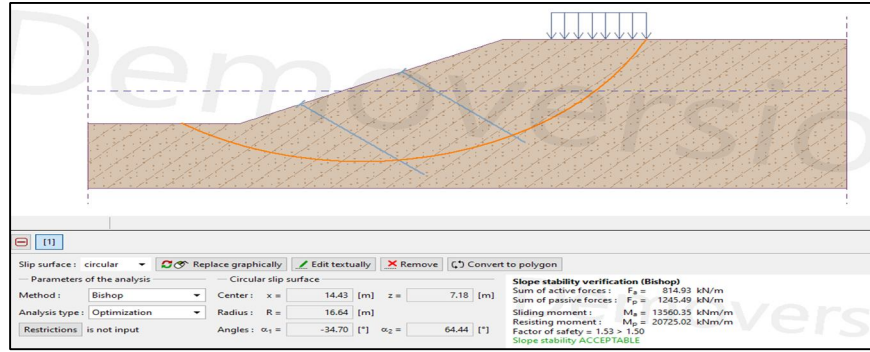 Demoversio
[1]
Slip surface : circular Replace graphically Edit textually Remove Convert to polygon
Parameters of the analysis
Circular slip surface
Method : Bishop
Center : x = 14.43 [m] z = 7.18 [m]
Analysis type : Optimization
Radius : R = 16.64 [m]
Restrictions is not input
Angles : α1 = -34.70 [°] α2 = 64.44 [°]
Slope stability verification (Bishop)
Sum of active forces : Fa = 814.93 kN/m
Sum of passive forces : Fp = 1245.49 kN/m
Sliding moment : Ma = 13560.35 kNm/m
Resisting moment : Mp = 20725.02 kNm/m
Factor of safety = 1.53 > 1.50
Slope stability ACCEPTABLE